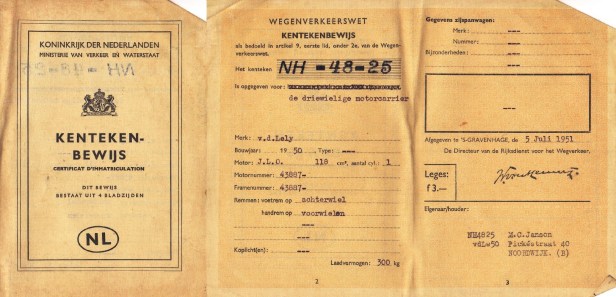 KONINKRIJK DER NEDERLANDEN
MINISTERIE VAN VERKEER EN WATERSTAAT
KENTEKEN-
BEWIJS
CERTIFICAT D'IMMATRICULATION
DIT BEWIJS
BESTAAT UIT 4 BLADZIJDEN
NL
WEGENVERKEERSWET
KENTEKENBEWIJS
als bedoeld in artikel 9, eerste lid, onder 2e, van de Wegen-
verkeerswet.
Het kenteken NH-48-25
is opgegeven voor:
de driewielige motorcarrier
Merk: v.d.Lely
Bouwjaar: 1950 Type: ---
Motor: J.L.O. 118 cm³, aantal cyl: 1
Motornummer: 43887-
Framenummer: 43887-
Remmen: voetrem op achterwiel
handrem op voorwielen
---
---
Koplicht(en): ---
Laadvermogen: 300 kg
2
Gegevens zijspanwagen:
Merk: ---
Nummer: ---
Bijzonderheden: ---
---
---
Afgegeven te 'S-GRAVENHAGE, de 5 Juli 1951
De Directeur van de Rijksdienst voor het Wegverkeer.
Leges:
f 3.—
Eigenaar/houder:
NH4825 M.C. Janson
vdLw50 Pickéstraat 40
NOORDWIJK. (B)
3